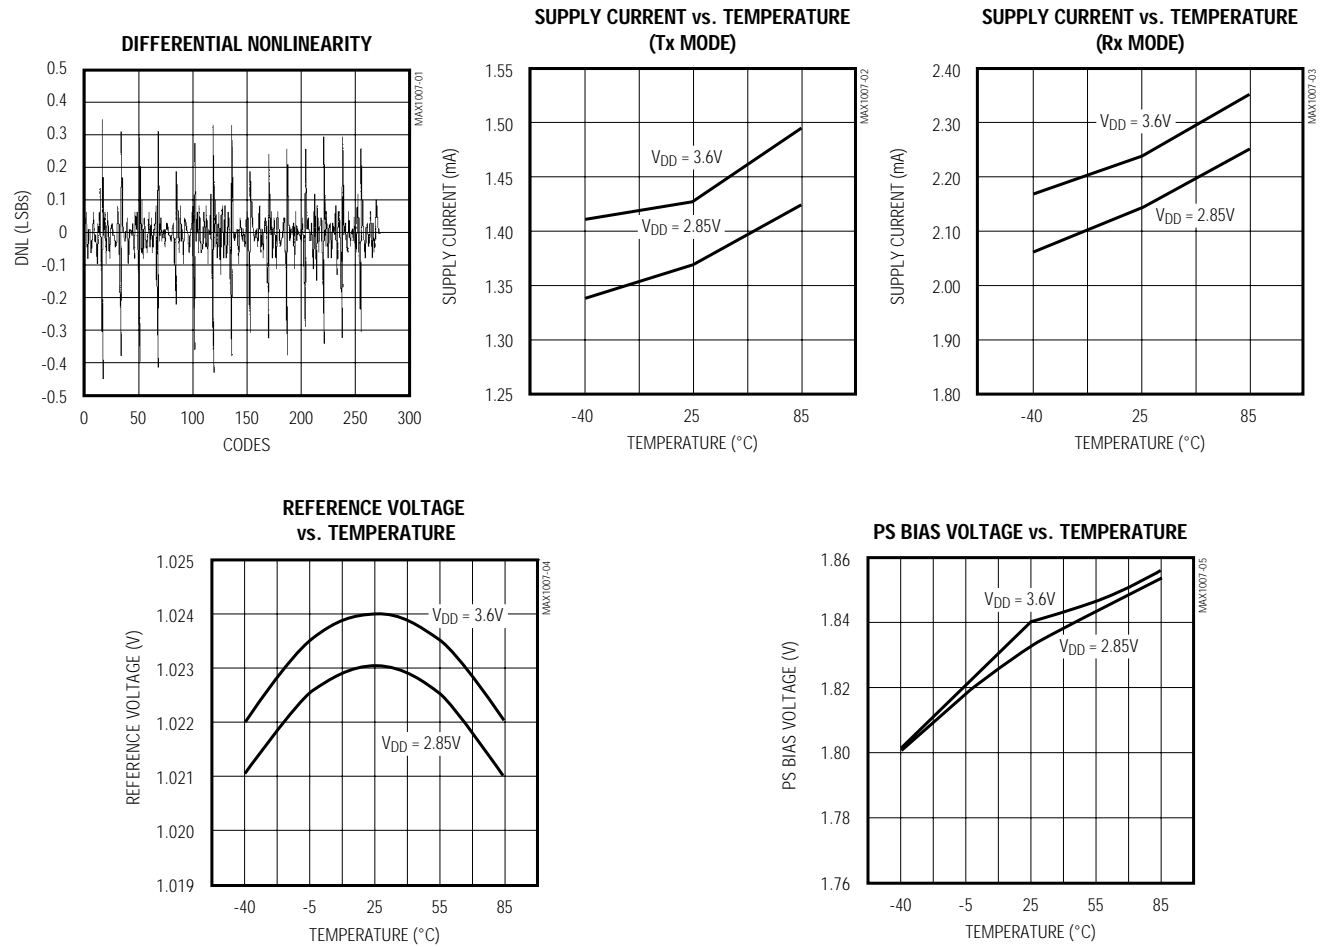 DIFFERENTIAL NONLINEARITY
0.5
0.4
0.3
0.2
0.1
0
-0.1
-0.2
-0.3
-0.4
-0.5
DNL (LSBs)
0 50 100 150 200 250 300
CODES
MAX1007-01
SUPPLY CURRENT vs. TEMPERATURE
(Tx MODE)
1.55
1.50
1.45
1.40
1.35
1.30
1.25
SUPPLY CURRENT (mA)
VDD = 3.6V
VDD = 2.85V
-40 25 85
TEMPERATURE (°C)
MAX1007-02
SUPPLY CURRENT vs. TEMPERATURE
(Rx MODE)
2.40
2.30
2.20
2.10
2.00
1.90
1.80
SUPPLY CURRENT (mA)
VDD = 3.6V
VDD = 2.85V
-40 25 85
TEMPERATURE (°C)
MAX1007-03
REFERENCE VOLTAGE
vs. TEMPERATURE
1.025
1.024
1.023
1.022
1.021
1.020
1.019
REFERENCE VOLTAGE (V)
VDD = 3.6V
VDD = 2.85V
-40 -5 25 55 85
TEMPERATURE (°C)
MAX1007-04
PS BIAS VOLTAGE vs. TEMPERATURE
1.86
1.84
1.82
1.80
1.78
1.76
PS BIAS VOLTAGE (V)
VDD = 3.6V
VDD = 2.85V
-40 -5 25 55 85
TEMPERATURE (°C)
MAX1007-05